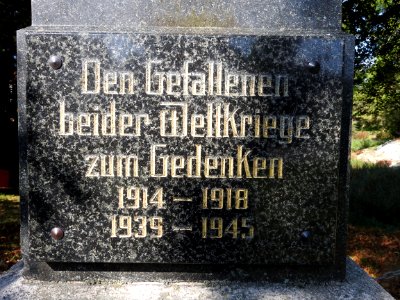 Den Gefallenen
beider Weltkriege
zum Gedenken
1914 – 1918
1939 – 1945